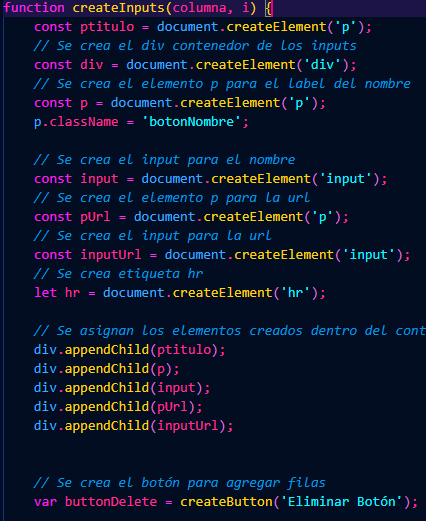 function createInputs(columna, i) {
const ptitulo = document.createElement('p');
// Se crea el div contenedor de los inputs
const div = document.createElement('div');
// Se crea el elemento p para el label del nombre
const p = document.createElement('p');
p.className = 'botonNombre';
// Se crea el input para el nombre
const input = document.createElement('input');
// Se crea el elemento p para la url
const pUrl = document.createElement('p');
// Se crea el input para la url
const inputUrl = document.createElement('input');
// Se crea etiqueta hr
let hr = document.createElement('hr');
// Se asignan los elementos creados dentro del cont
div.appendChild(ptitulo);
div.appendChild(p);
div.appendChild(input);
div.appendChild(pUrl);
div.appendChild(inputUrl);
// Se crea el botón para agregar filas
var buttonDelete = createButton('Eliminar Botón');